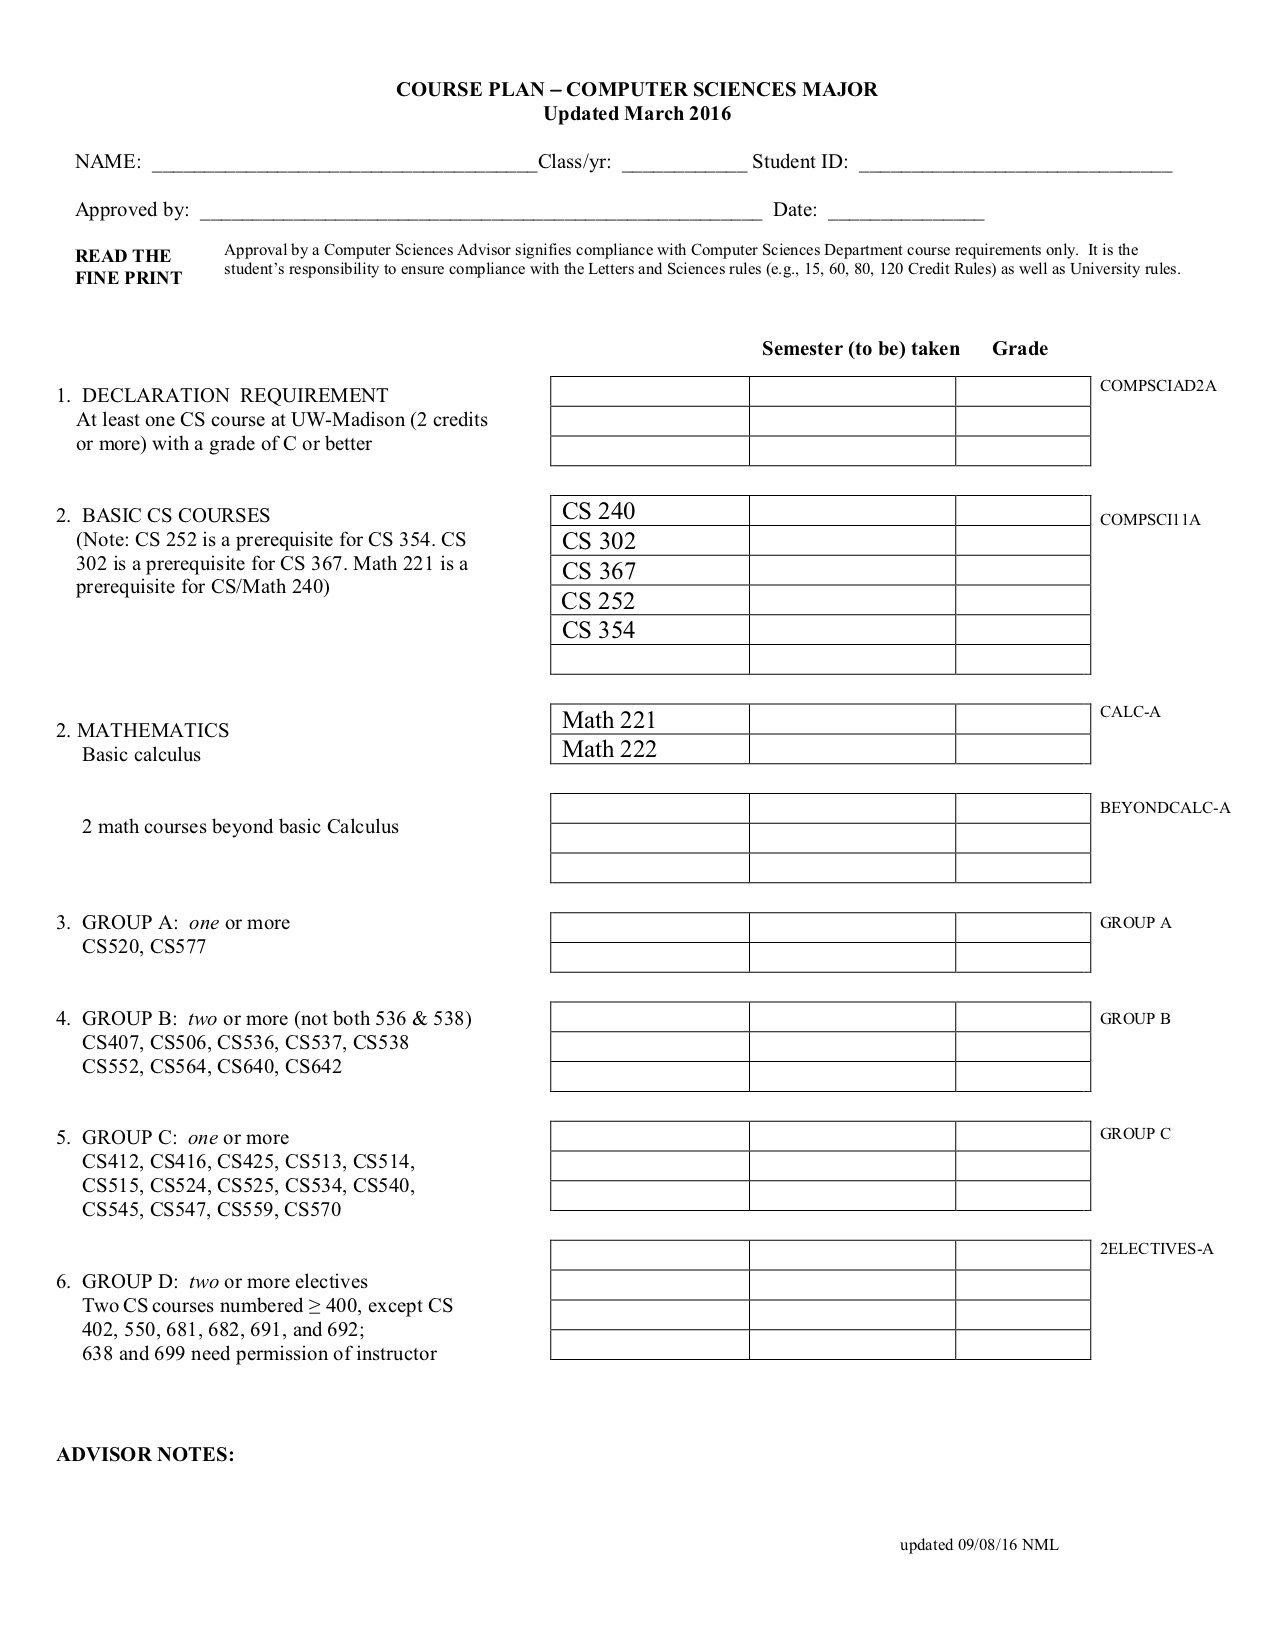 COURSE PLAN – COMPUTER SCIENCES MAJOR
Updated March 2016
NAME: _____________________________________Class/yr: ____________ Student ID: ______________________________
Approved by: ______________________________________________________ Date: _______________
READ THE
FINE PRINT
Approval by a Computer Sciences Advisor signifies compliance with Computer Sciences Department course requirements only. It is the
student’s responsibility to ensure compliance with the Letters and Sciences rules (e.g., 15, 60, 80, 120 Credit Rules) as well as University rules.
Semester (to be) taken Grade
1. DECLARATION REQUIREMENT
At least one CS course at UW-Madison (2 credits
or more) with a grade of C or better
COMPSCIAD2A
2. BASIC CS COURSES
(Note: CS 252 is a prerequisite for CS 354. CS
302 is a prerequisite for CS 367. Math 221 is a
prerequisite for CS/Math 240)
CS 240
CS 302
CS 367
CS 252
CS 354
COMPSCI11A
2. MATHEMATICS
Basic calculus
Math 221
Math 222
CALC-A
2 math courses beyond basic Calculus
BEYONDCALC-A
3. GROUP A: one or more
CS520, CS577
GROUP A
4. GROUP B: two or more (not both 536 & 538)
CS407, CS506, CS536, CS537, CS538
CS552, CS564, CS640, CS642
GROUP B
5. GROUP C: one or more
CS412, CS416, CS425, CS513, CS514,
CS515, CS524, CS525, CS534, CS540,
CS545, CS547, CS559, CS570
GROUP C
6. GROUP D: two or more electives
Two CS courses numbered ≥ 400, except CS
402, 550, 681, 682, 691, and 692;
638 and 699 need permission of instructor
2ELECTIVES-A
ADVISOR NOTES:
updated 09/08/16 NML